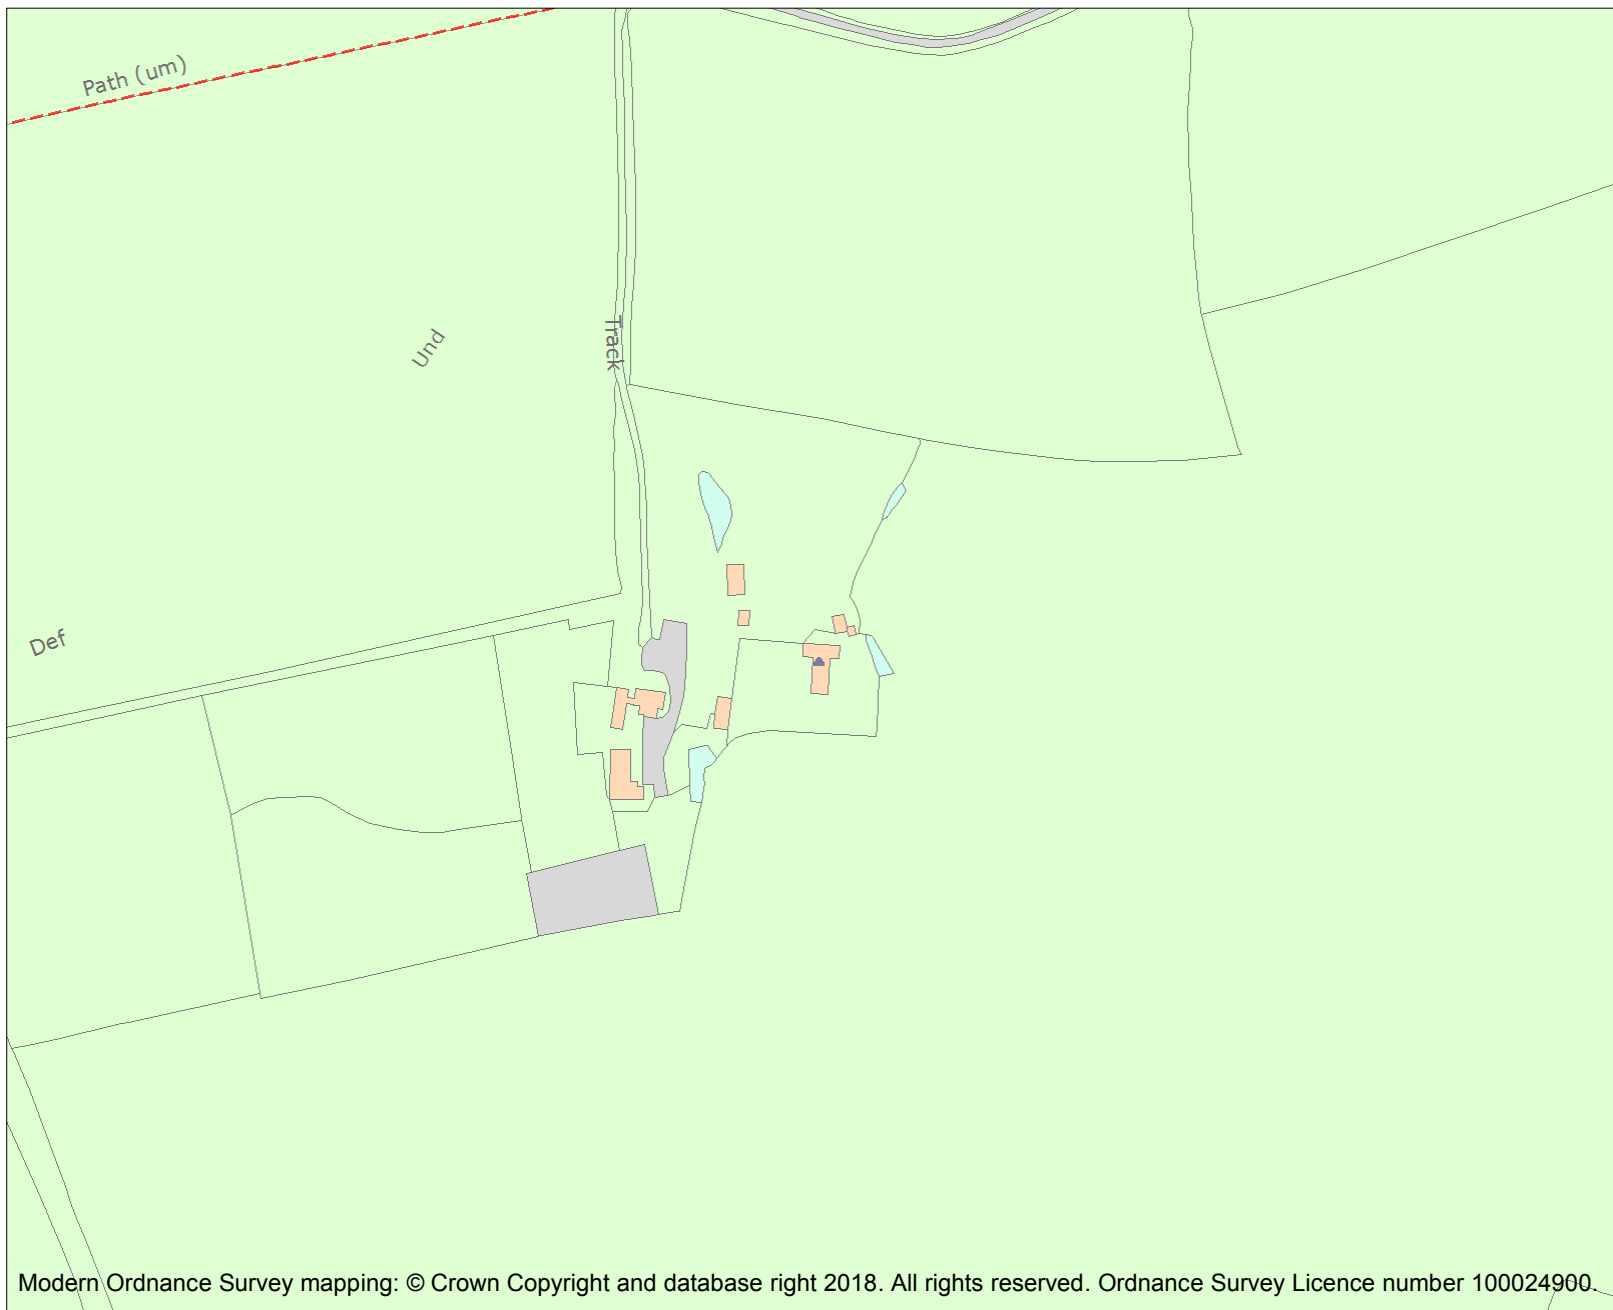 Path (um)
Und
Track
Def
Modern Ordnance Survey mapping: © Crown Copyright and database right 2018. All rights reserved. Ordnance Survey Licence number 100024900.